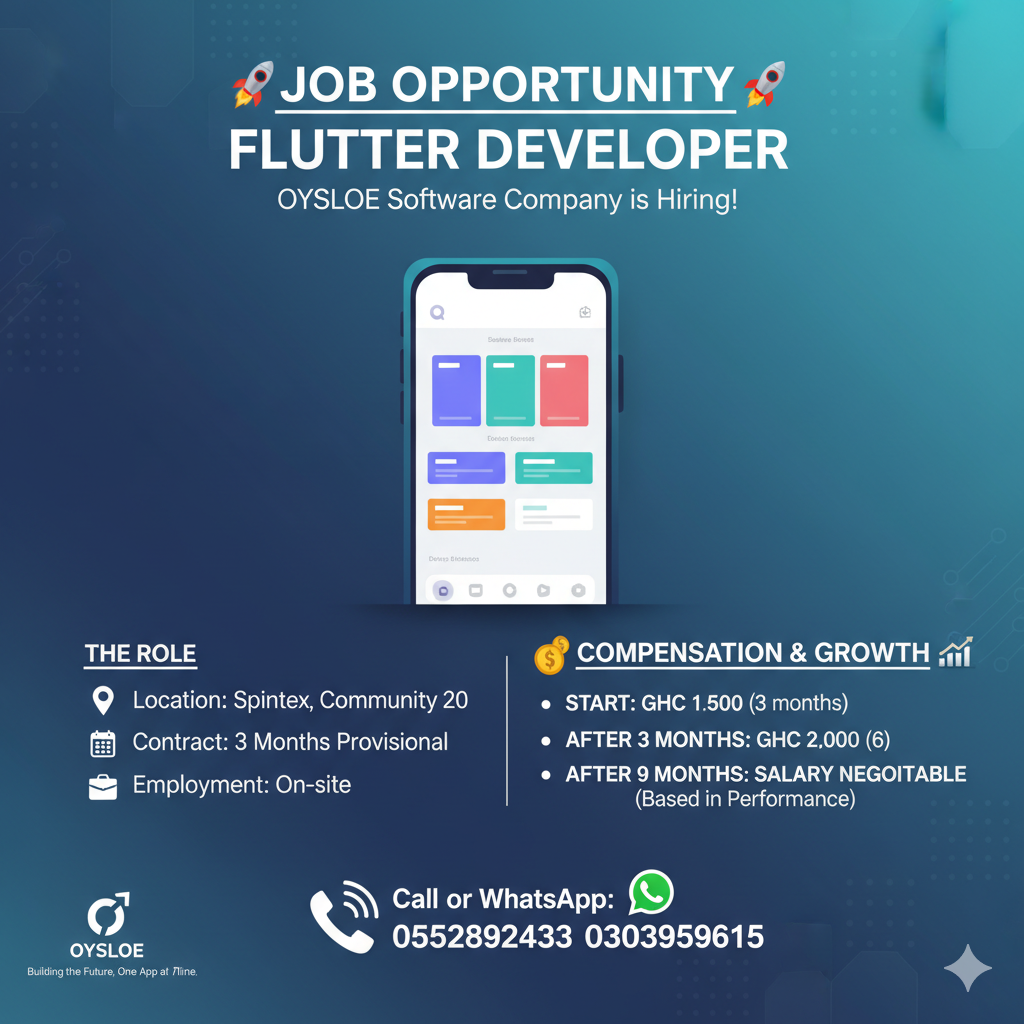 🚀 JOB OPPORTUNITY 🚀
FLUTTER DEVELOPER
OYSLOE Software Company is Hiring!
THE ROLE
Location: Spintex, Community 20
Contract: 3 Months Provisional
Employment: On-site
COMPENSATION & GROWTH
• START: GHC 1.500 (3 months)
• AFTER 3 MONTHS: GHC 2,000 (6)
• AFTER 9 MONTHS: SALARY NEGOITABLE
(Based in Performance)
Call or WhatsApp:
0552892433 0303959615
OYSLOE
Building the Future, One App at